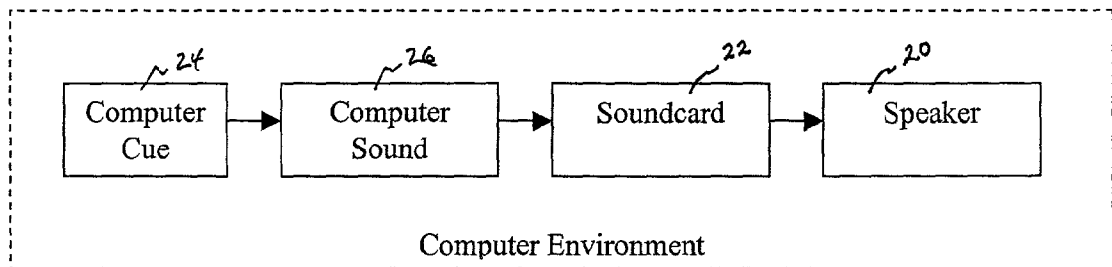 24
26
22
20
Computer
Cue
Computer
Sound
Soundcard
Speaker
Computer Environment